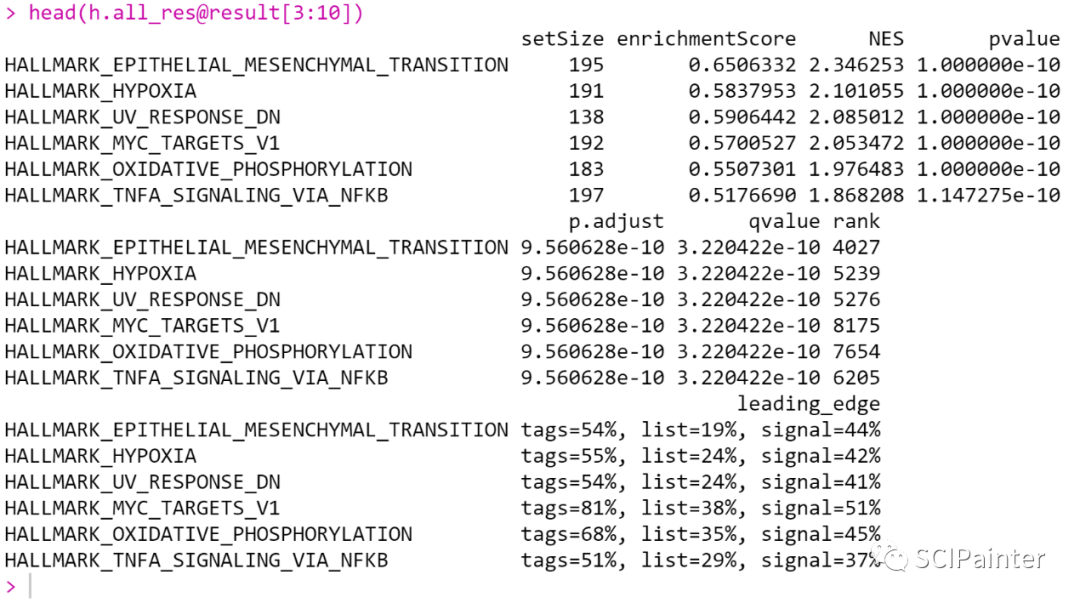 > head(h.all_res@result[3:10])
setSize enrichmentScore NES pvalue
HALLMARK_EPITHELIAL_MESENCHYMAL_TRANSITION 195 0.6506332 2.346253 1.000000e-10
HALLMARK_HYPOXIA 191 0.5837953 2.101055 1.000000e-10
HALLMARK_UV_RESPONSE_DN 138 0.5906442 2.085012 1.000000e-10
HALLMARK_MYC_TARGETS_V1 192 0.5700527 2.053472 1.000000e-10
HALLMARK_OXIDATIVE_PHOSPHORYLATION 183 0.5507301 1.976483 1.000000e-10
HALLMARK_TNFA_SIGNALING_VIA_NFKB 197 0.5176690 1.868208 1.147275e-10
p.adjust qvalue rank
HALLMARK_EPITHELIAL_MESENCHYMAL_TRANSITION 9.560628e-10 3.220422e-10 4027
HALLMARK_HYPOXIA 9.560628e-10 3.220422e-10 5239
HALLMARK_UV_RESPONSE_DN 9.560628e-10 3.220422e-10 5276
HALLMARK_MYC_TARGETS_V1 9.560628e-10 3.220422e-10 8175
HALLMARK_OXIDATIVE_PHOSPHORYLATION 9.560628e-10 3.220422e-10 7654
HALLMARK_TNFA_SIGNALING_VIA_NFKB 9.560628e-10 3.220422e-10 6205
leading_edge
HALLMARK_EPITHELIAL_MESENCHYMAL_TRANSITION tags=54%, list=19%, signal=44%
HALLMARK_HYPOXIA tags=55%, list=24%, signal=42%
HALLMARK_UV_RESPONSE_DN tags=54%, list=24%, signal=41%
HALLMARK_MYC_TARGETS_V1 tags=81%, list=38%, signal=51%
HALLMARK_OXIDATIVE_PHOSPHORYLATION tags=68%, list=35%, signal=45%
HALLMARK_TNFA_SIGNALING_VIA_NFKB tags=51%, list=29%, signal=37%
SCIPainter
>